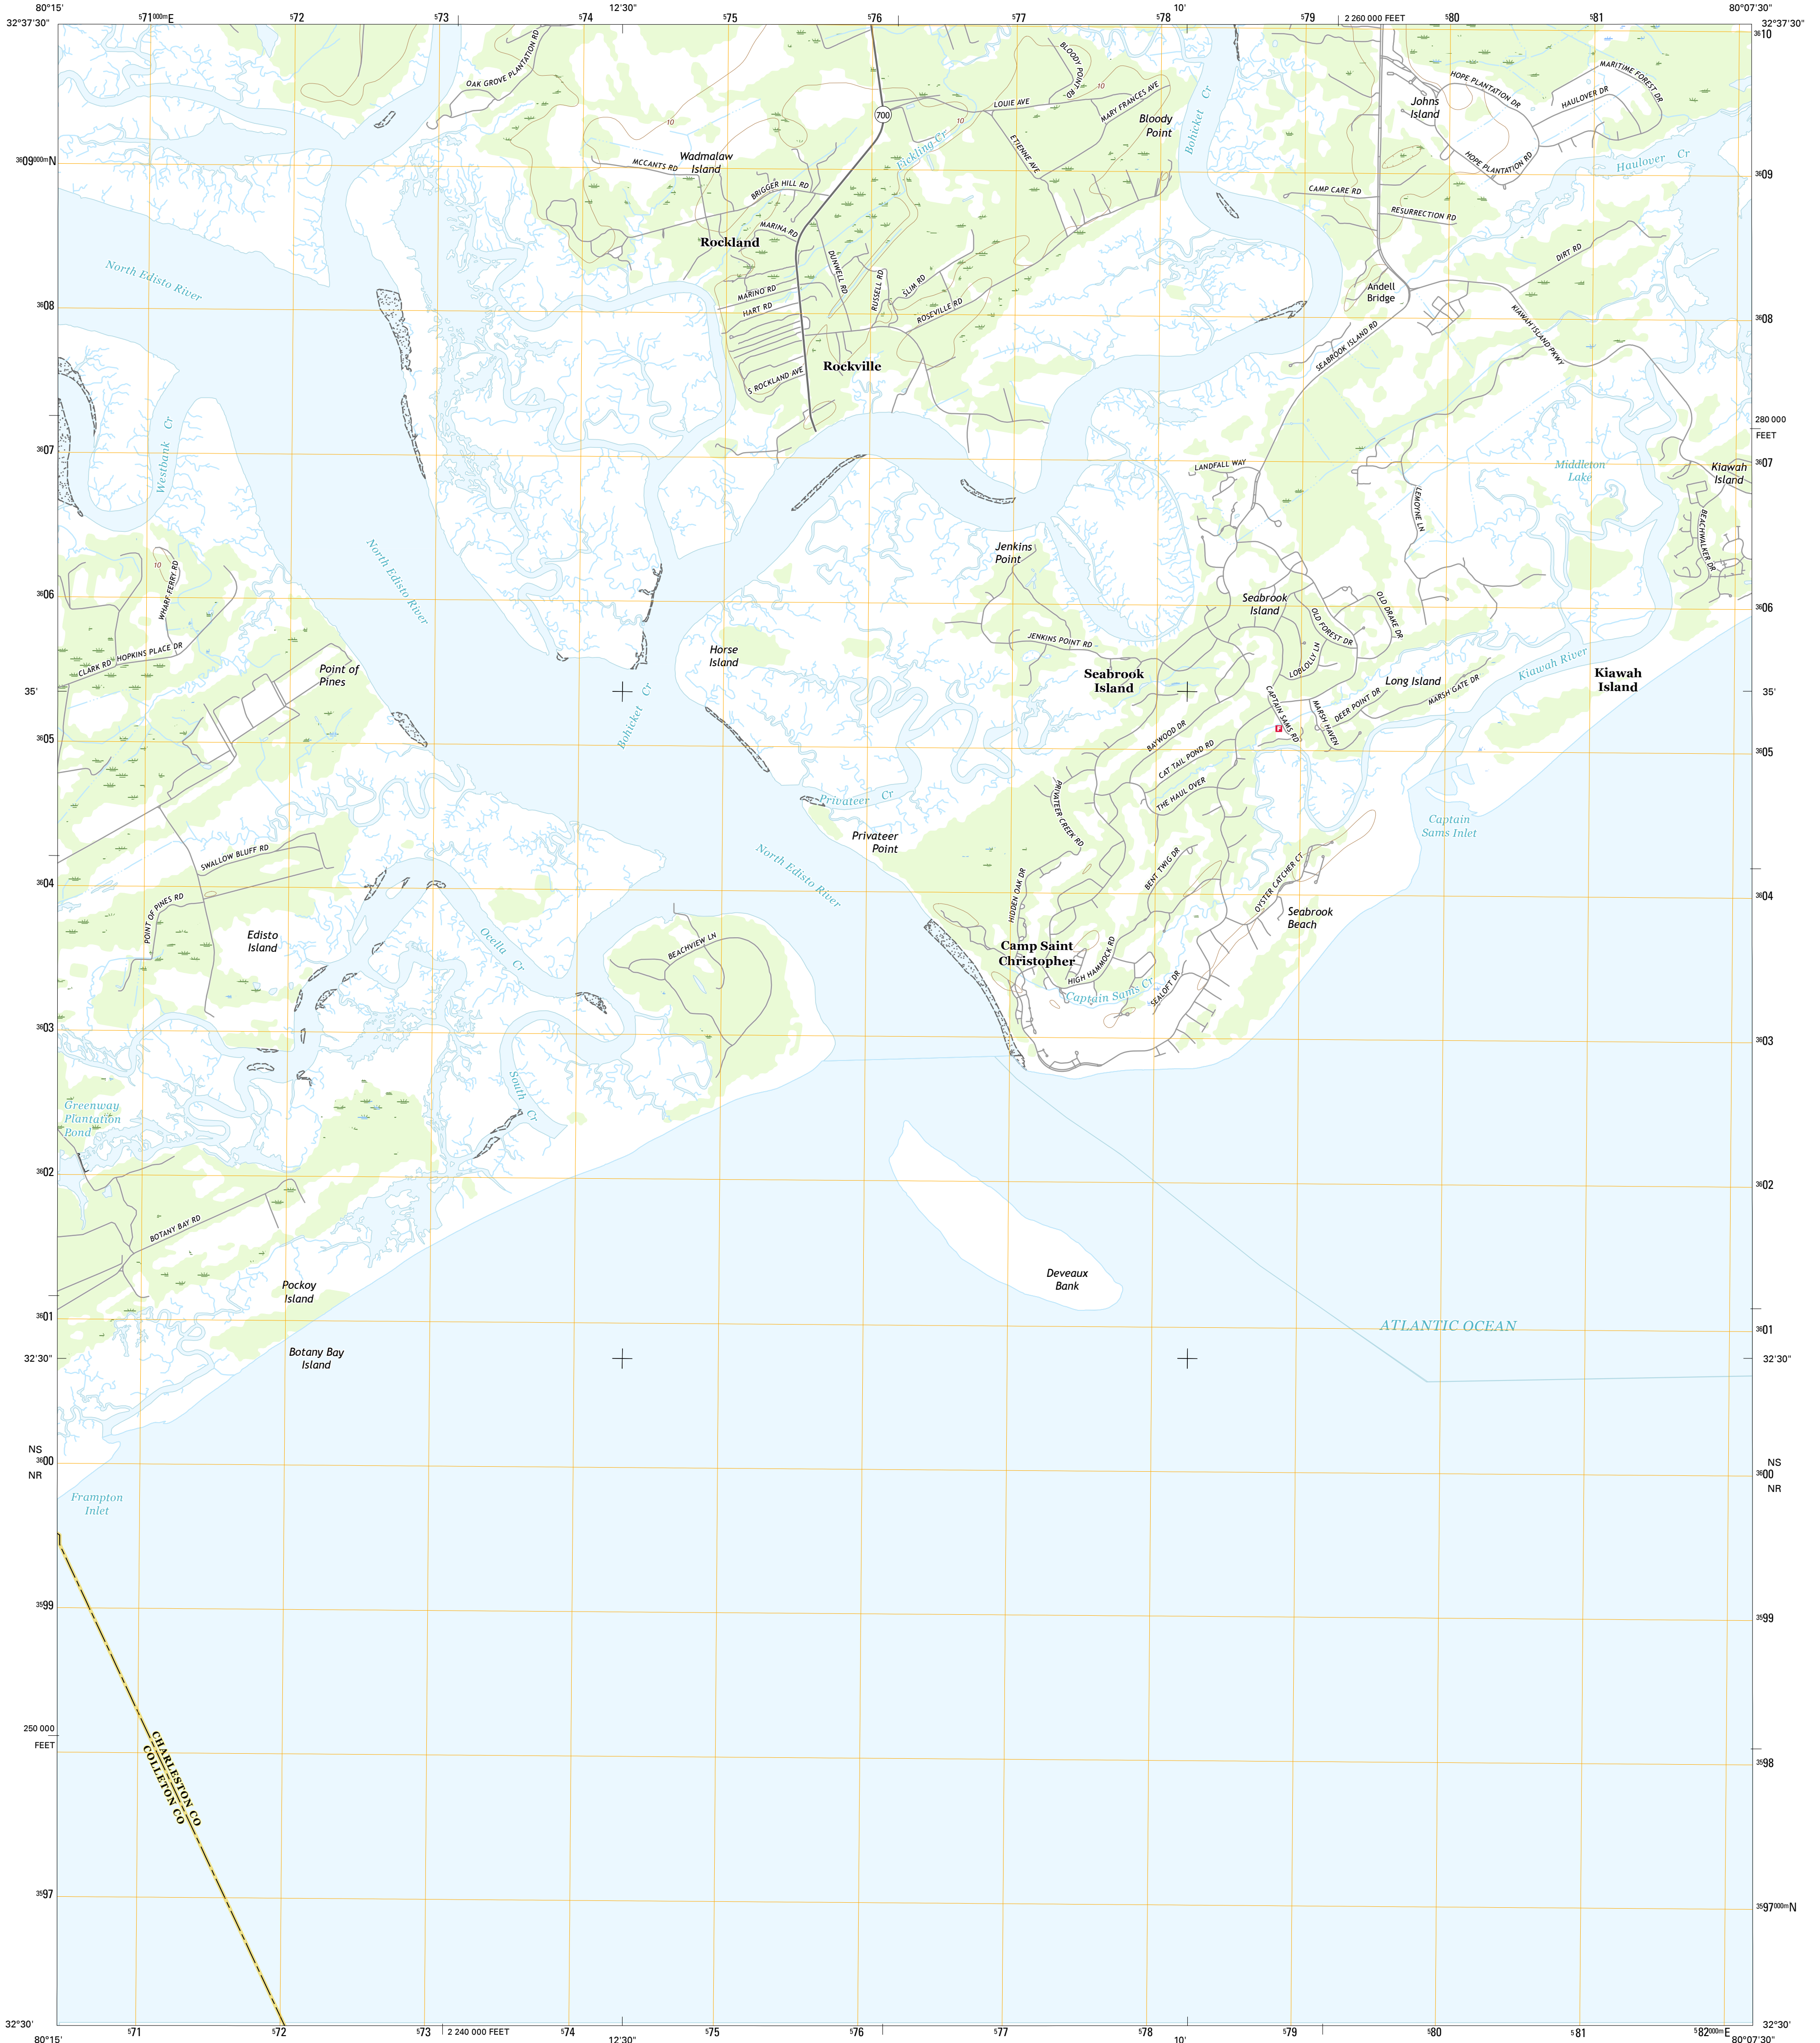 80°15'
571000mE
572
573
574
12'30"
575
576
577
578
10'
579
2 260 000 FEET
580
581
80°07'30"
32°37'30"
32°37'30"
3610
OAK GROVE PLANTATION RD
BLOODY POINT RD
HOPE PLANTATION DR
MARITIME FOREST DR
HAULOVER DR
Johns
Island
LOUIE AVE
MARY FRANCES AVE
700
10
10
10
Bloody
Point
Bohicket Cr
Fickling Cr
ETIENNE AVE
HOPE PLANTATION RD
Haulover Cr
3609000mN
3609
Wadmalaw
Island
MCCANTS RD
BRIGGER HILL RD
CAMP CARE RD
RESURRECTION RD
MARINA RD
Rockland
DUNWELL RD
RUSSELL RD
SLIM RD
DIRT RD
North Edisto River
MARINO RD
HART RD
ROSEVILLE RD
Andell
Bridge
3608
3608
KIAWAH ISLAND PKWY
SEABROOK ISLAND RD
Rockville
S ROCKLAND AVE
280 000
FEET
Westbank Cr
3607
3607
LANDFALL WAY
Middleton
Lake
Kiawah
Island
LEMOYNE LN
BEACHWALKER DR
North Edisto River
Jenkins
Point
10
WHARF FERRY RD
3606
3606
Seabrook
Island
OLD FOREST DR
OLD DRAKE DR
JENKINS POINT RD
CLARK RD
HOPKINS PLACE DR
Horse
Island
LOBLOLLY LN
Kiawah River
Point of
Pines
Seabrook
Island
Long Island
Kiawah
Island
35'
35'
Bohicket Cr
CAPTAIN SAMS RD
MARSH HAVEN
DEER POINT DR
MARSH GATE DR
F
BAYWOOD DR
CAT TAIL POND RD
3605
3605
THE HAUL OVER
Privateer Cr
PRIVATEER CREEK RD
Captain
Sams Inlet
Privateer
Point
North Edisto River
SWALLOW BLUFF RD
BENT TWIG DR
OYSTER CATCHER CT
HIDDEN OAK DR
3604
3604
POINT OF PINES RD
Edisto
Island
Ocella Cr
BEACHVIEW LN
Seabrook
Beach
Camp Saint
Christopher
HIGH HAMMOCK RD
SEALOFT DR
Captain Sams Cr
3603
3603
South Cr
Greenway
Plantation
Pond
3602
3602
BOTANY BAY RD
Deveaux
Bank
Pockoy
Island
3601
3601
ATLANTIC OCEAN
Botany Bay
Island
32'30"
32'30"
NS
3600
NR
NS
3600
NR
Frampton
Inlet
3599
3599
250 000
FEET
CHARLESTON CO
COLLETON CO
3598
3597
3597000mN
32°30'
32°30'
80°15'
571
572
573
2 240 000 FEET
574
12'30"
575
576
577
578
10'
579
580
581
582000mE
80°07'30"